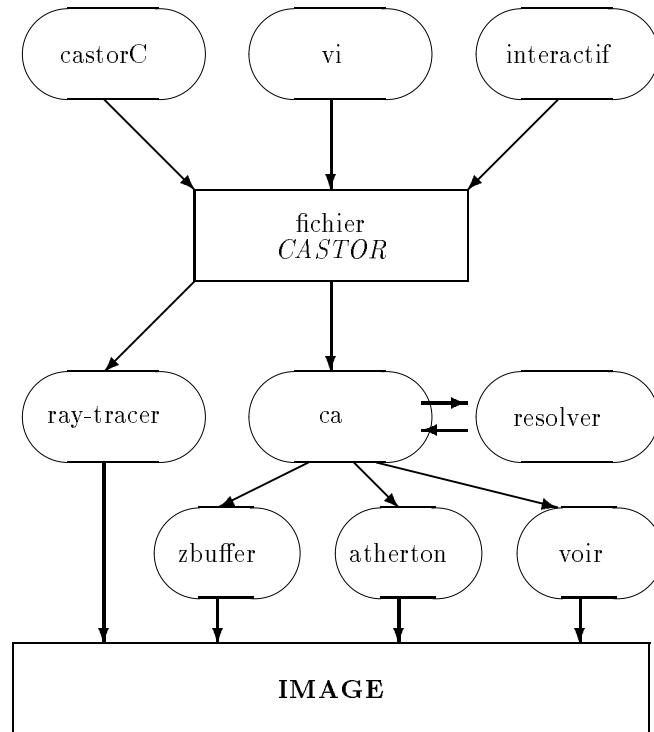 castorC
vi
interactif
fichier
CASTOR
ray-tracer
ca
resolver
zbuffer
atherton
voir
IMAGE